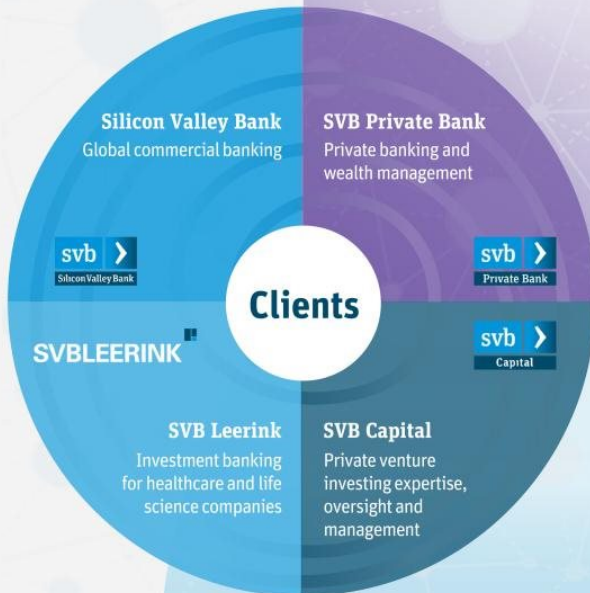 Silicon Valley Bank
Global commercial banking
svb
Silicon Valley Bank
SVB Private Bank
Private banking and
wealth management
svb
Private Bank
Clients
SVBLEERINK
SVB Leerink
Investment banking
for healthcare and life
science companies
svb
Capital
SVB Capital
Private venture
investing expertise,
oversight and
management